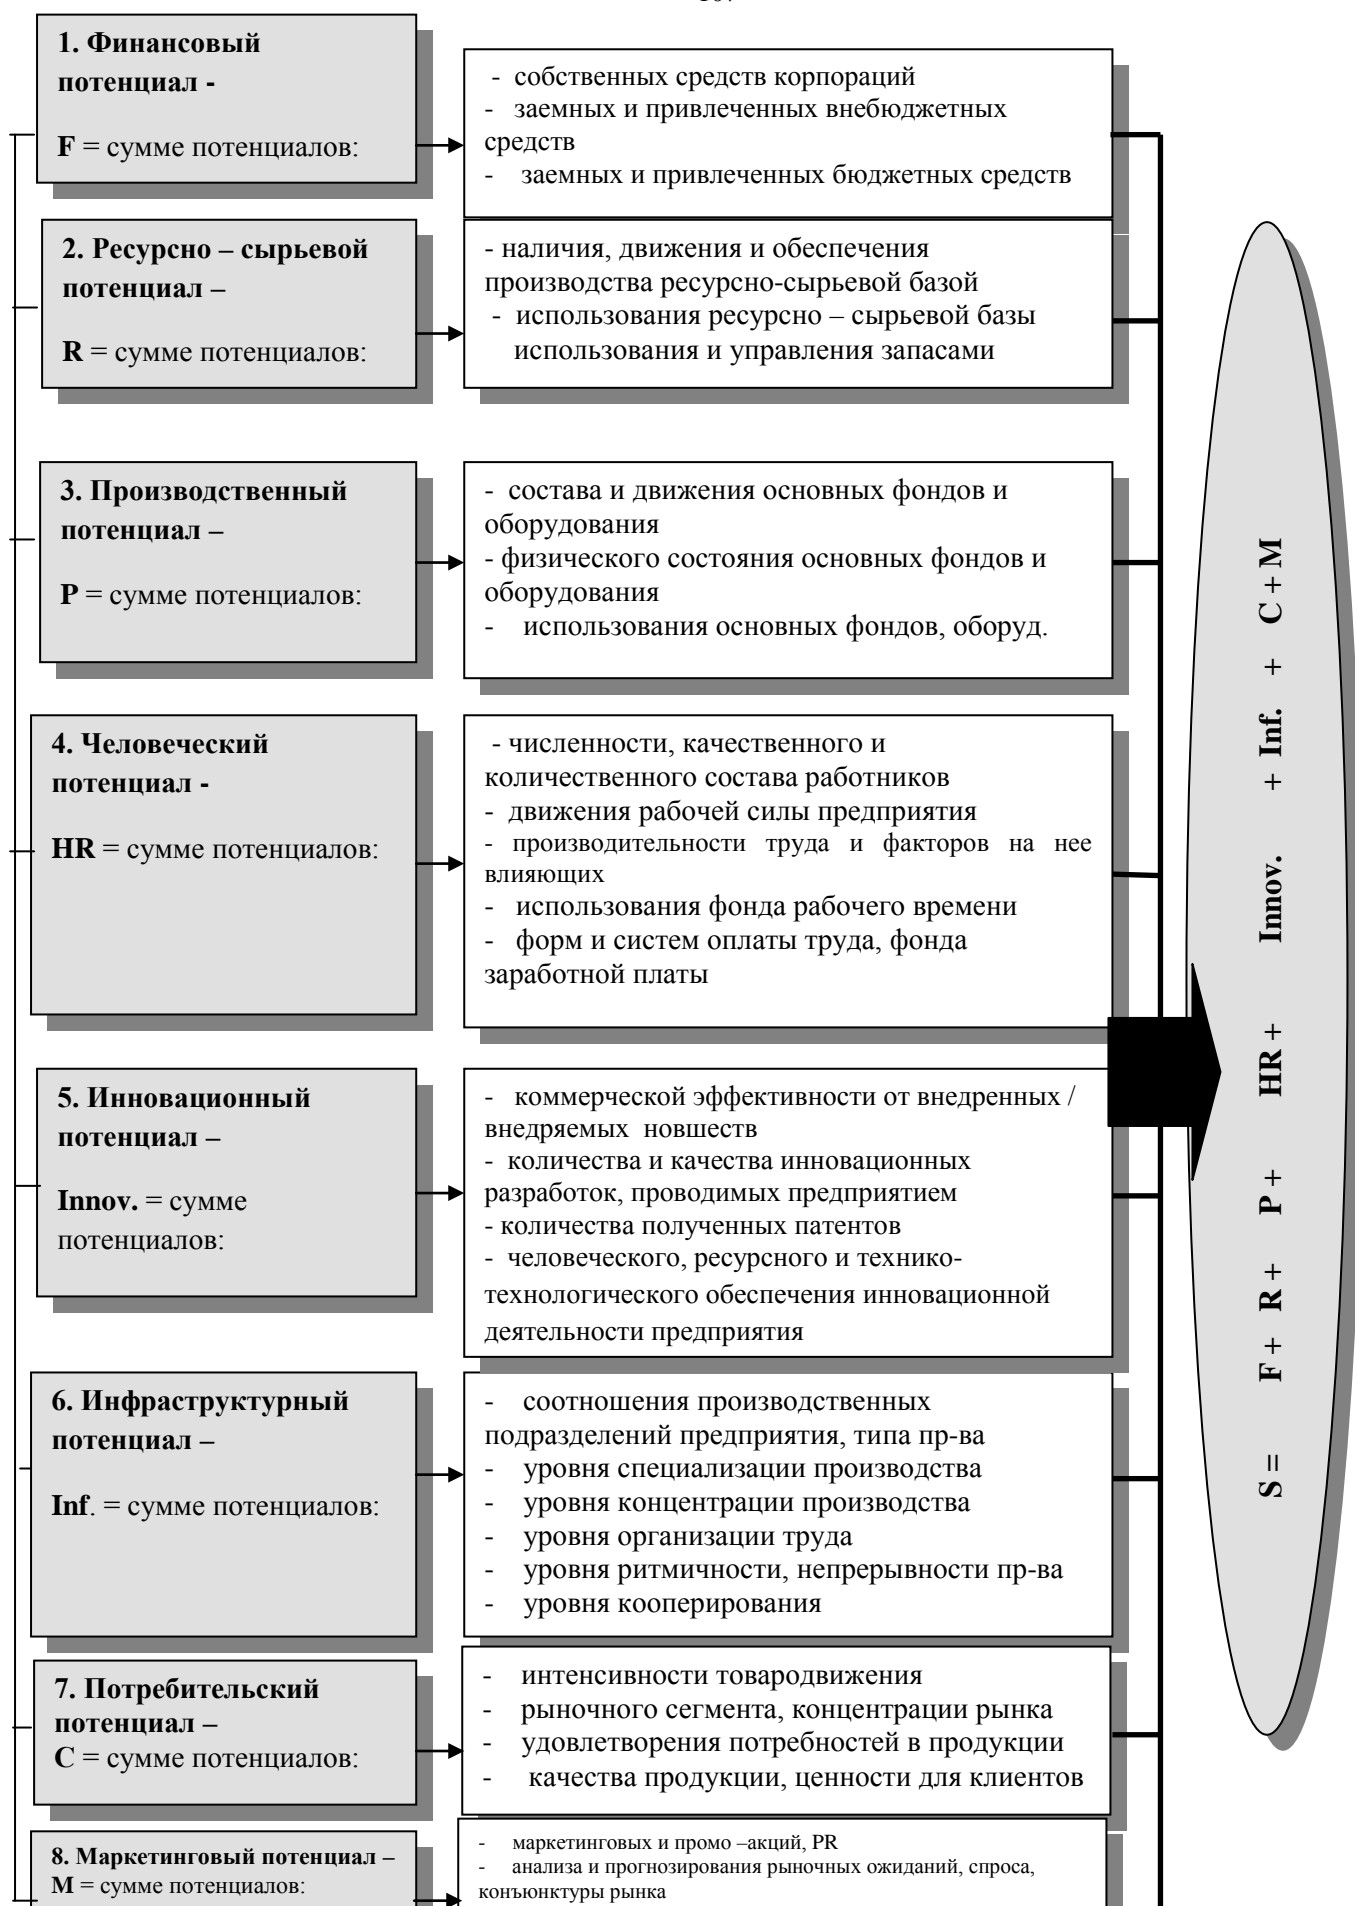 1. Финансовый
потенциал -
F = сумме потенциалов:
- собственных средств корпораций
- заемных и привлеченных внебюджетных
средств
- заемных и привлеченных бюджетных средств
2. Ресурсно – сырьевой
потенциал –
R = сумме потенциалов:
- наличия, движения и обеспечения
производства ресурсно-сырьевой базой
- использования ресурсно – сырьевой базы
использования и управления запасами
3. Производственный
потенциал –
P = сумме потенциалов:
- состава и движения основных фондов и
оборудования
- физического состояния основных фондов и
оборудования
- использования основных фондов, оборуд.
4. Человеческий
потенциал -
HR = сумме потенциалов:
- численности, качественного и
количественного состава работников
- движения рабочей силы предприятия
- производительности труда и факторов на нее
влияющих
- использования фонда рабочего времени
- форм и систем оплаты труда, фонда
заработной платы
5. Инновационный
потенциал –
Innov. = сумме
потенциалов:
- коммерческой эффективности от внедренных /
внедряемых новшеств
- количества и качества инновационных
разработок, проводимых предприятием
- количества полученных патентов
- человеческого, ресурсного и технико-
технологического обеспечения инновационной
деятельности предприятия
6. Инфраструктурный
потенциал –
Inf. = сумме потенциалов:
- соотношения производственных
подразделений предприятия, типа пр-ва
- уровня специализации производства
- уровня концентрации производства
- уровня организации труда
- уровня ритмичности, непрерывности пр-ва
- уровня кооперирования
7. Потребительский
потенциал –
C = сумме потенциалов:
- интенсивности товародвижения
- рыночного сегмента, концентрации рынка
- удовлетворения потребностей в продукции
- качества продукции, ценности для клиентов
8. Маркетинговый потенциал –
M = сумме потенциалов:
- маркетинговых и промо –акций, PR
- анализа и прогнозирования рыночных ожиданий, спроса,
конъюнктуры рынка
S = F + R + P + HR + Innov. + Inf. + C + M